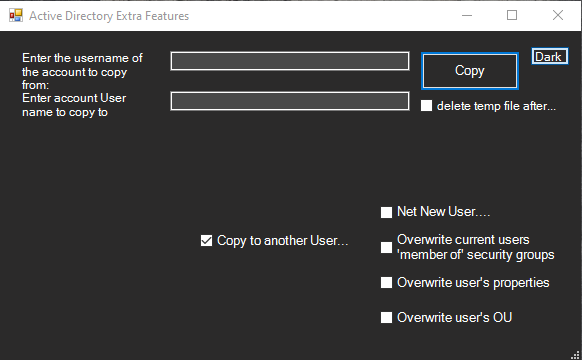 Active Directory Extra Features
Enter the username of
the account to copy
from:
Enter account User
name to copy to
Copy
Dark
delete temp file after...
Net New User....
Copy to another User...
Overwrite current users
'member of' security groups
Overwrite user's properties
Overwrite user's OU